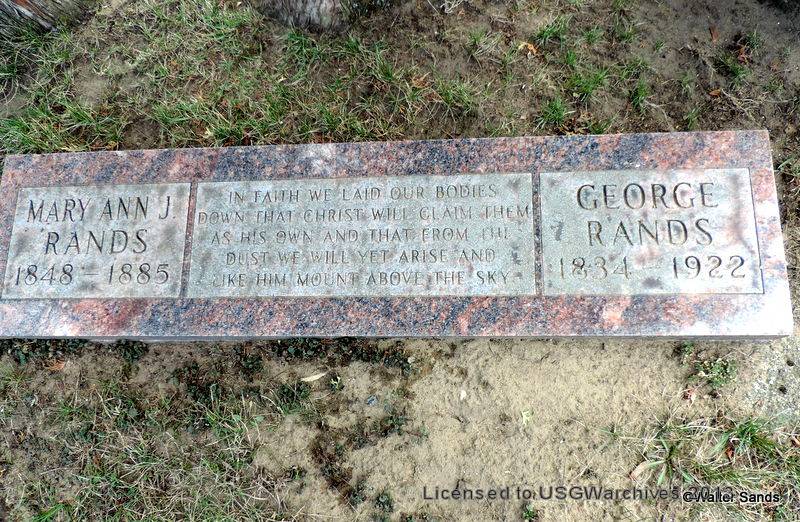 MARY ANN J.
RANDS
1848 – 1885
IN FAITH WE LAID OUR BODIES
DOWN THAT CHRIST WILL CLAIM THEM
AS HIS OWN AND THAT FROM THE
DUST WE WILL YET ARISE AND
LIKE HIM MOUNT ABOVE THE SKY
GEORGE
RANDS
1834 – 1922
Licensed to USGWarchives
©Walter Sands